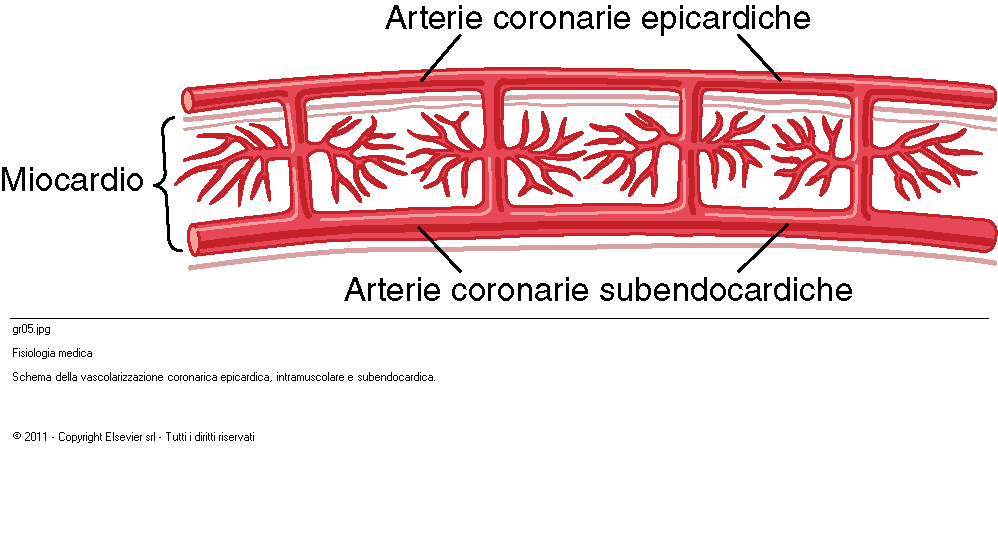 Arterie coronarie epicardiche
Miocardio
Arterie coronarie subendocardiche
gr05.jpg
Fisiologia medica
Schema della vascolarizzazione coronarica epicardica, intramuscolare e subendocardica.
© 2011 - Copyright Elsevier srl - Tutti i diritti riservati